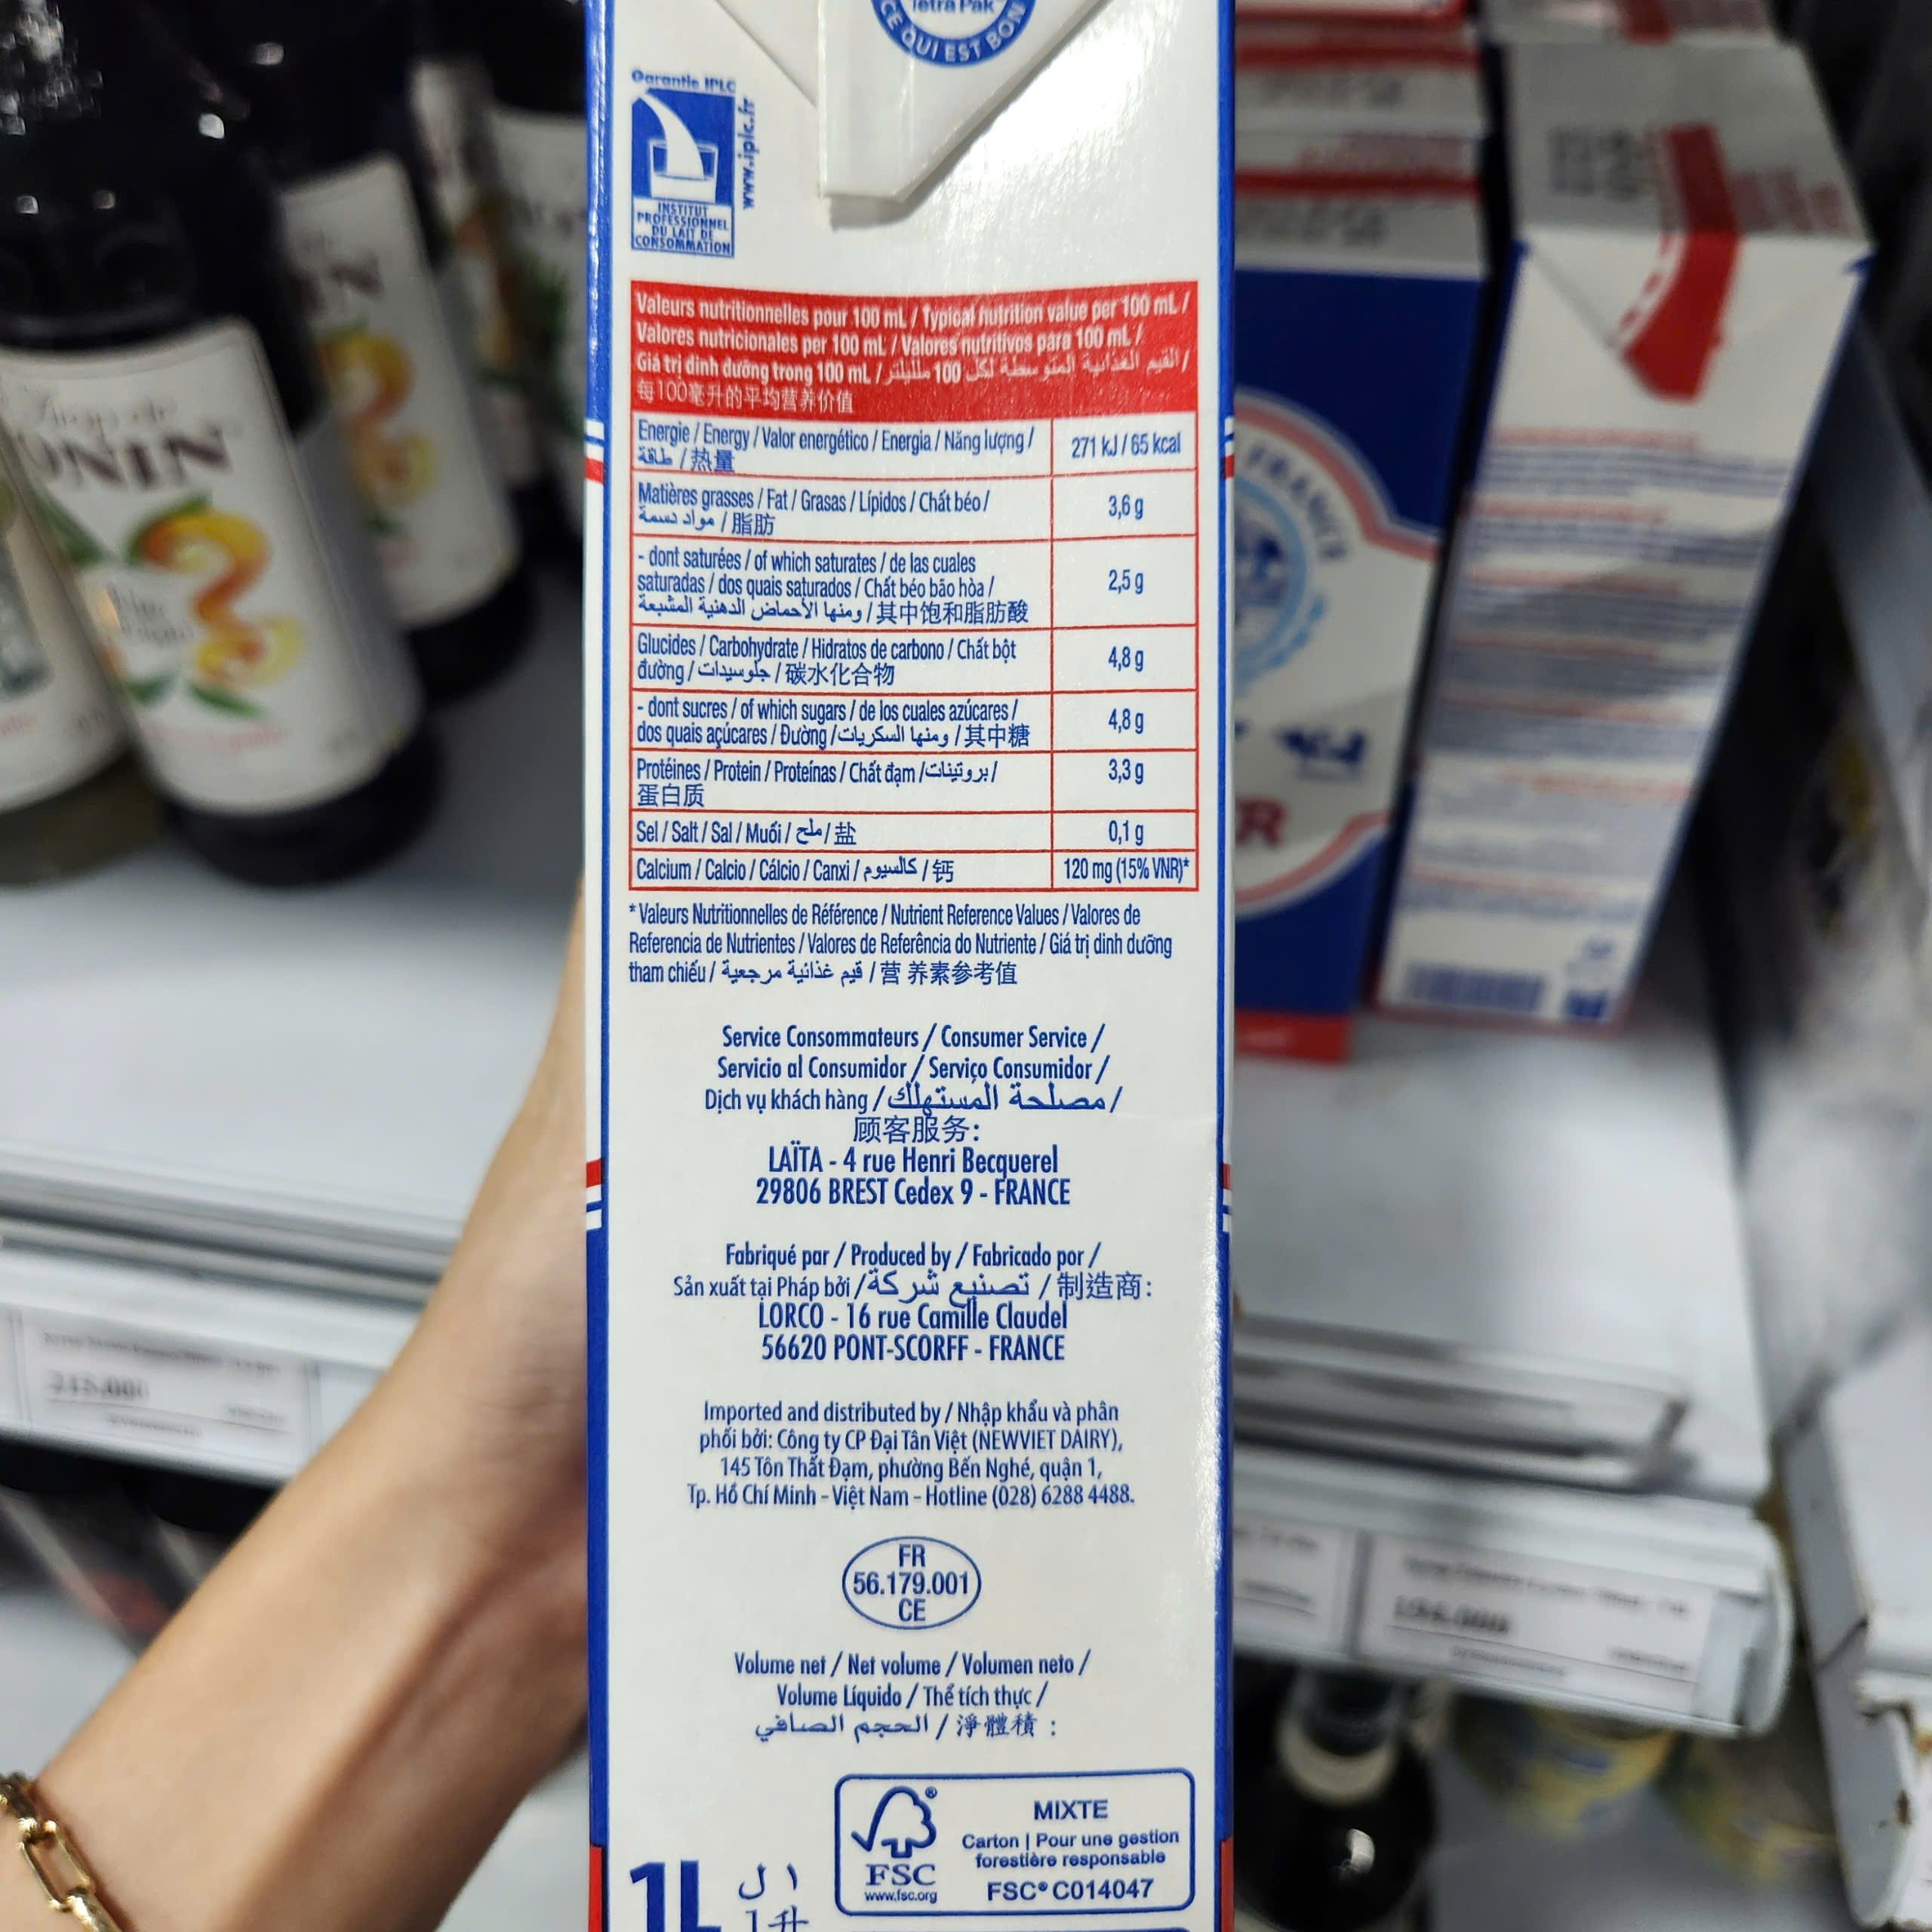 Tetra Pak
CE QUI EST BON
Garantie IPLC
www.iplc.fr
INSTITUT
PROFESSIONNEL
DU LAIT DE
CONSOMMATION
Valeurs nutritionnelles pour 100 mL / Typical nutrition value per 100 mL /
Valores nutricionales per 100 mL / Valores nutritivos para 100 mL /
Giá trị dinh dưỡng trong 100 mL / القيم الغذائية المتوسطة لكل 100 ملليلتر /
每100毫升的平均营养价值
Energie / Energy / Valor energético / Energia / Năng lượng /
طاقة / 热量
271 kJ / 65 kcal
Matières grasses / Fat / Grasas / Lípidos / Chất béo /
مواد دسمة / 脂肪
3,6 g
- dont saturées / of which saturates / de las cuales
saturadas / dos quais saturados / Chất béo bão hòa /
ومنها الأحماض الدهنية المشبعة / 其中饱和脂肪酸
2,5 g
Glucides / Carbohydrate / Hidratos de carbono / Chất bột
đường / جلوسيدات / 碳水化合物
4,8 g
- dont sucres / of which sugars / de los cuales azúcares /
dos quais açúcares / Đường / ومنها السكريات / 其中糖
4,8 g
Protéines / Protein / Proteínas / Chất đạm / بروتينات /
蛋白质
3,3 g
Sel / Salt / Sal / Muối / ملح / 盐
0,1 g
Calcium / Calcio / Cálcio / Canxi / كالسيوم / 钙
120 mg (15% VNR)*
* Valeurs Nutritionnelles de Référence / Nutrient Reference Values / Valores de
Referencia de Nutrientes / Valores de Referência do Nutriente / Giá trị dinh dưỡng
tham chiếu / قيم غذائية مرجعية / 营 养素参考值
Service Consommateurs / Consumer Service /
Servicio al Consumidor / Serviço Consumidor /
Dịch vụ khách hàng / مصلحة المستهلك /
顾客服务:
LAÏTA - 4 rue Henri Becquerel
29806 BREST Cedex 9 - FRANCE
Fabriqué par / Produced by / Fabricado por /
Sản xuất tại Pháp bởi / تصنيع شركة / 制造商:
LORCO - 16 rue Camille Claudel
56620 PONT-SCORFF - FRANCE
Imported and distributed by / Nhập khẩu và phân
phối bởi: Công ty CP Đại Tân Việt (NEWVIET DAIRY),
145 Tôn Thất Đạm, phường Bến Nghé, quận 1,
Tp. Hồ Chí Minh - Việt Nam - Hotline (028) 6288 4488.
FR
56.179.001
CE
Volume net / Net volume / Volumen neto /
Volume Líquido / Thể tích thực /
الحجم الصافي / 淨體積 :
1L
١ ل
1升
FSC®
www.fsc.org
MIXTE
Carton | Pour une gestion
forestière responsable
FSC® C014047
Sirop de
ONIN
FRANCE